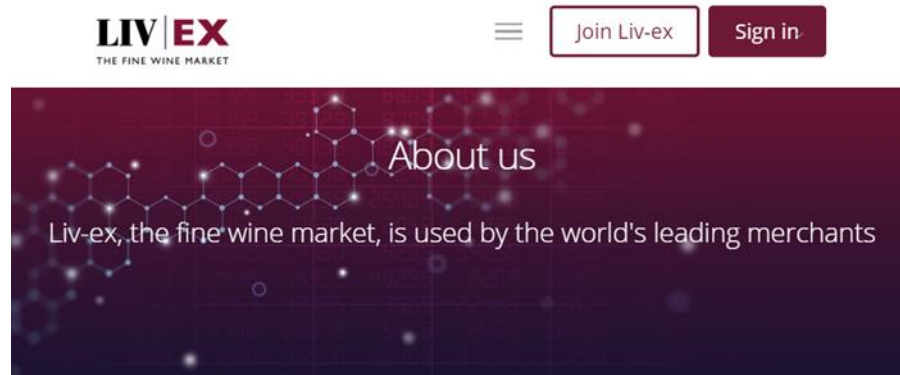 LIV EX
THE FINE WINE MARKET
Join Liv-ex
Sign in
About us
Liv-ex, the fine wine market, is used by the world's leading merchants